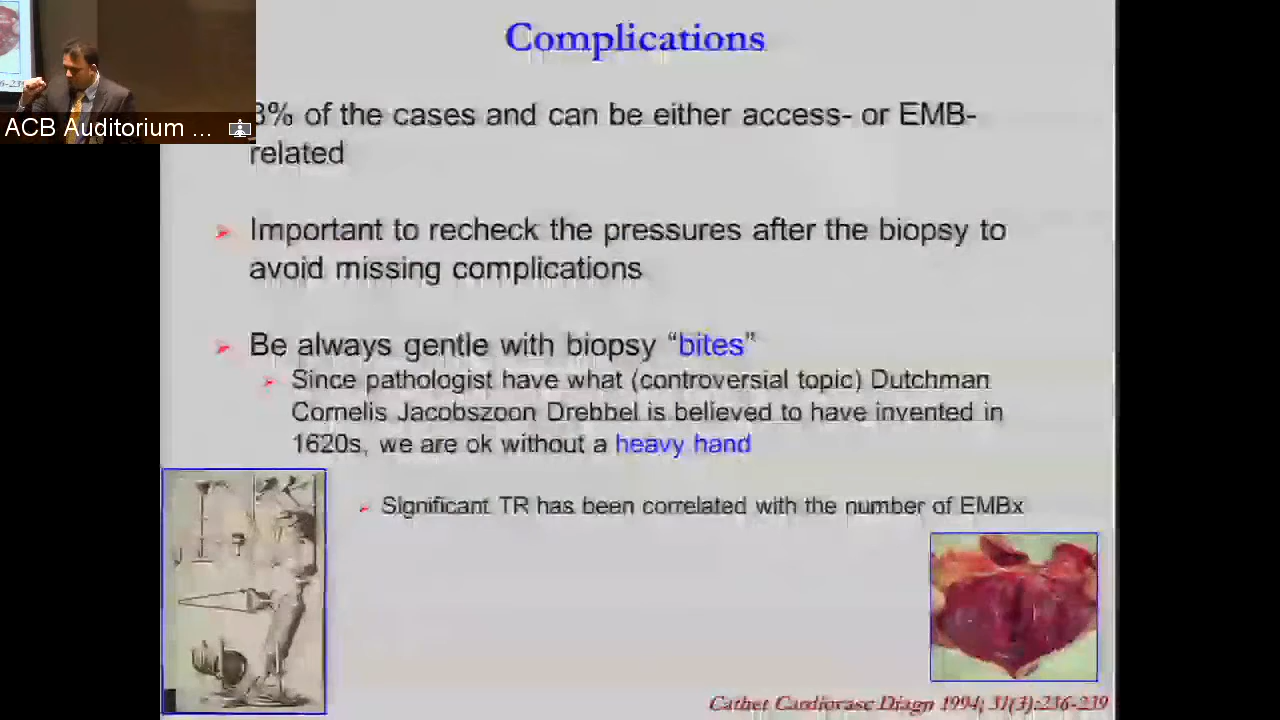 Complications
ACB Auditorium ...
3% of the cases and can be either access- or EMB-
related
Important to recheck the pressures after the biopsy to
avoid missing complications
Be always gentle with biopsy “bites”
Since pathologist have what (controversial topic) Dutchman
Cornelis Jacobszoon Drebbel is believed to have invented in
1620s, we are ok without a heavy hand
Significant TR has been correlated with the number of EMBx
Cathet Cardiovasc Diagn 1994; 31(3):236-239